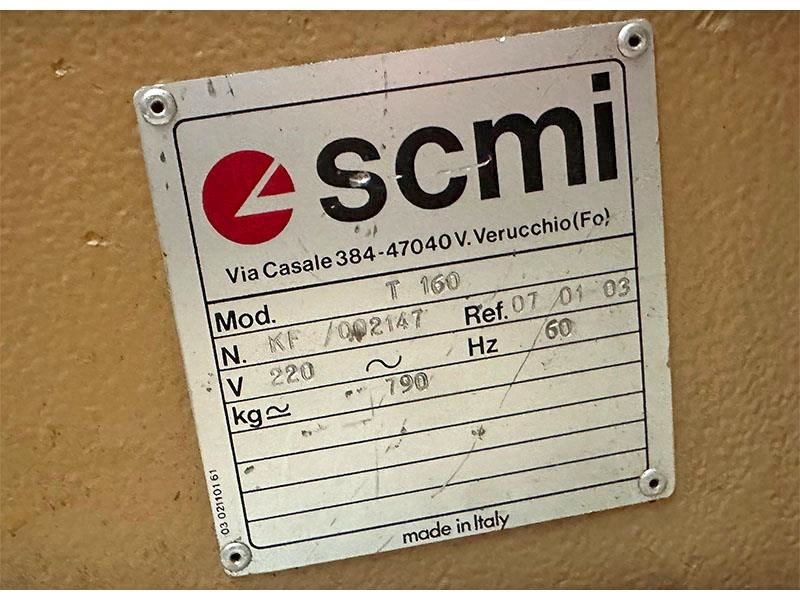 scmi
Via Casale 384-47040 V. Verucchio (Fo)
Mod. T 160
N. KF /002147 Ref. 07 01 03
V 220 ~ Hz 60
kg≃ 790
made in Italy
03 02110161